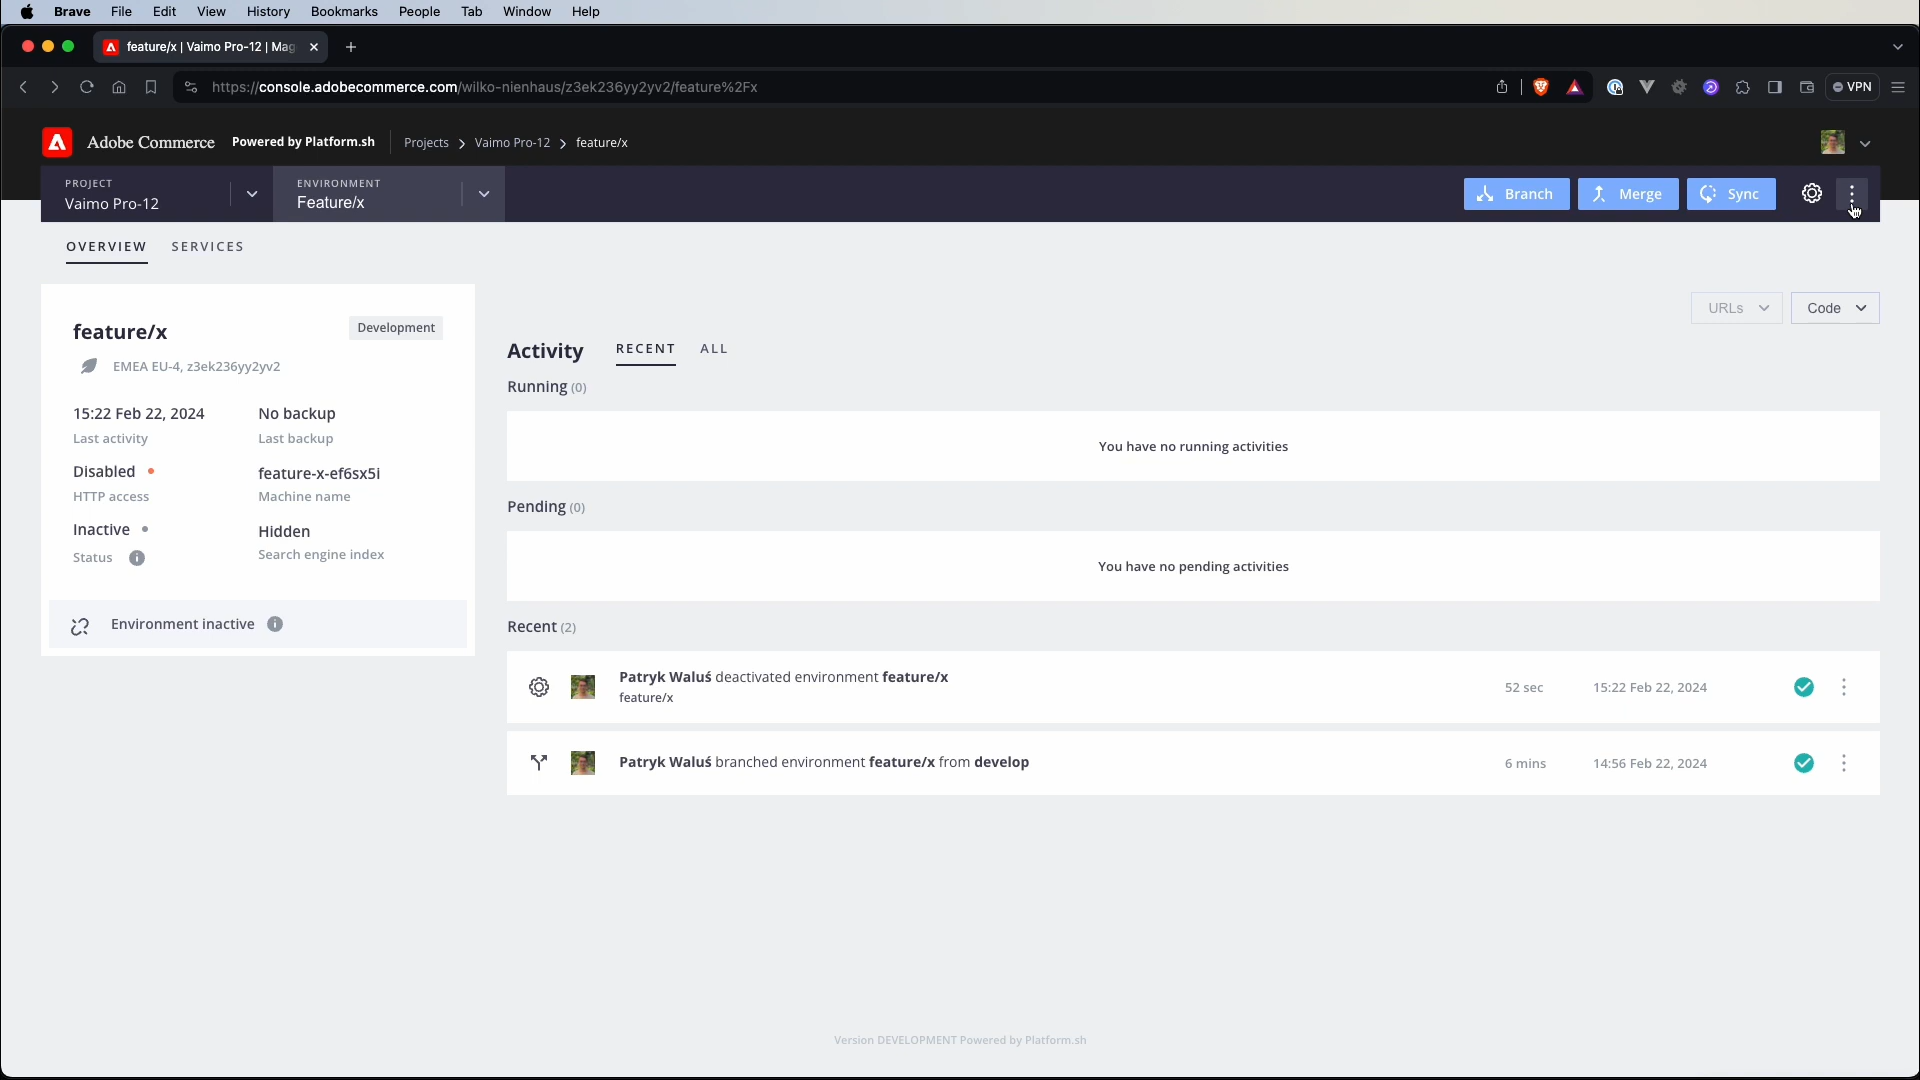 Brave File Edit View History Bookmarks People Tab Window Help
feature/x | Vaimo Pro-12 | Mag
https://console.adobecommerce.com/wilko-nienhaus/z3ek236yy2yv2/feature%2Fx
VPN
Adobe Commerce Powered by Platform.sh Projects Vaimo Pro-12 feature/x
PROJECT
Vaimo Pro-12
ENVIRONMENT
Feature/x
Branch Merge Sync
OVERVIEW SERVICES
URLs Code
feature/x Development
EMEA EU-4, z3ek236yy2yv2
15:22 Feb 22, 2024 No backup
Last activity Last backup
Disabled feature-x-ef6sx5i
HTTP access Machine name
Inactive Hidden
Status Search engine index
Environment inactive
Activity RECENT ALL
Running (0)
You have no running activities
Pending (0)
You have no pending activities
Recent (2)
Patryk Waluś deactivated environment feature/x
feature/x
52 sec 15:22 Feb 22, 2024
Patryk Waluś branched environment feature/x from develop
6 mins 14:56 Feb 22, 2024
Version DEVELOPMENT Powered by Platform.sh